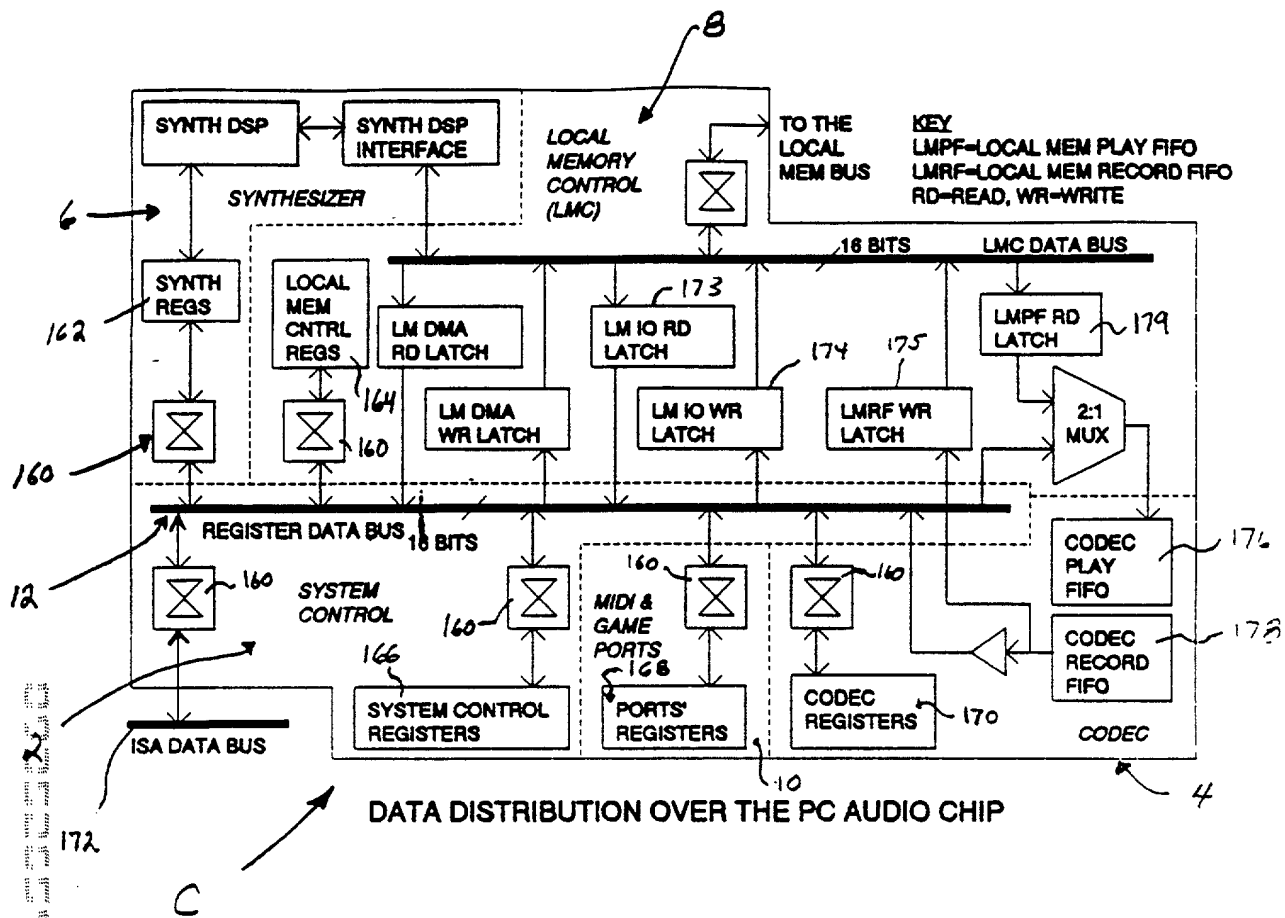 8
SYNTH DSP
SYNTH DSP
INTERFACE
LOCAL
MEMORY
CONTROL
(LMC)
TO THE
LOCAL
MEM BUS
KEY
LMPF=LOCAL MEM PLAY FIFO
LMRF=LOCAL MEM RECORD FIFO
RD=READ, WR=WRITE
6
SYNTHESIZER
16 BITS
LMC DATA BUS
SYNTH
REGS
162
LOCAL
MEM
CNTRL
REGS
164
LM DMA
RD LATCH
173
LM IO RD
LATCH
LMPF RD
LATCH
179
174
175
LM DMA
WR LATCH
LM IO WR
LATCH
LMRF WR
LATCH
2:1
MUX
160
160
12
REGISTER DATA BUS
16 BITS
160
SYSTEM
CONTROL
160
160
MIDI &
GAME
PORTS
160
CODEC
PLAY
FIFO
176
CODEC
RECORD
FIFO
178
166
SYSTEM CONTROL
REGISTERS
168
PORTS'
REGISTERS
CODEC
REGISTERS
170
CODEC
2
ISA DATA BUS
172
10
4
DATA DISTRIBUTION OVER THE PC AUDIO CHIP
C